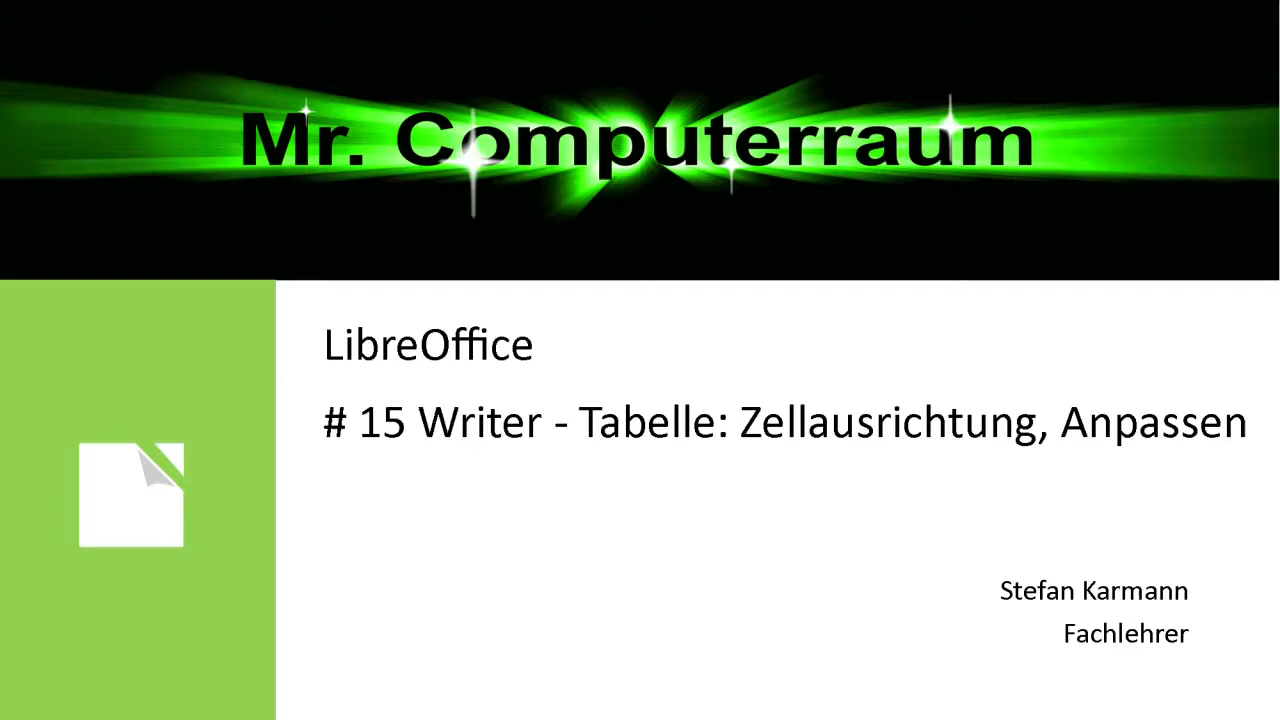 Mr. Computerraum
LibreOffice
# 15 Writer - Tabelle: Zellausrichtung, Anpassen
Stefan Karmann
Fachlehrer